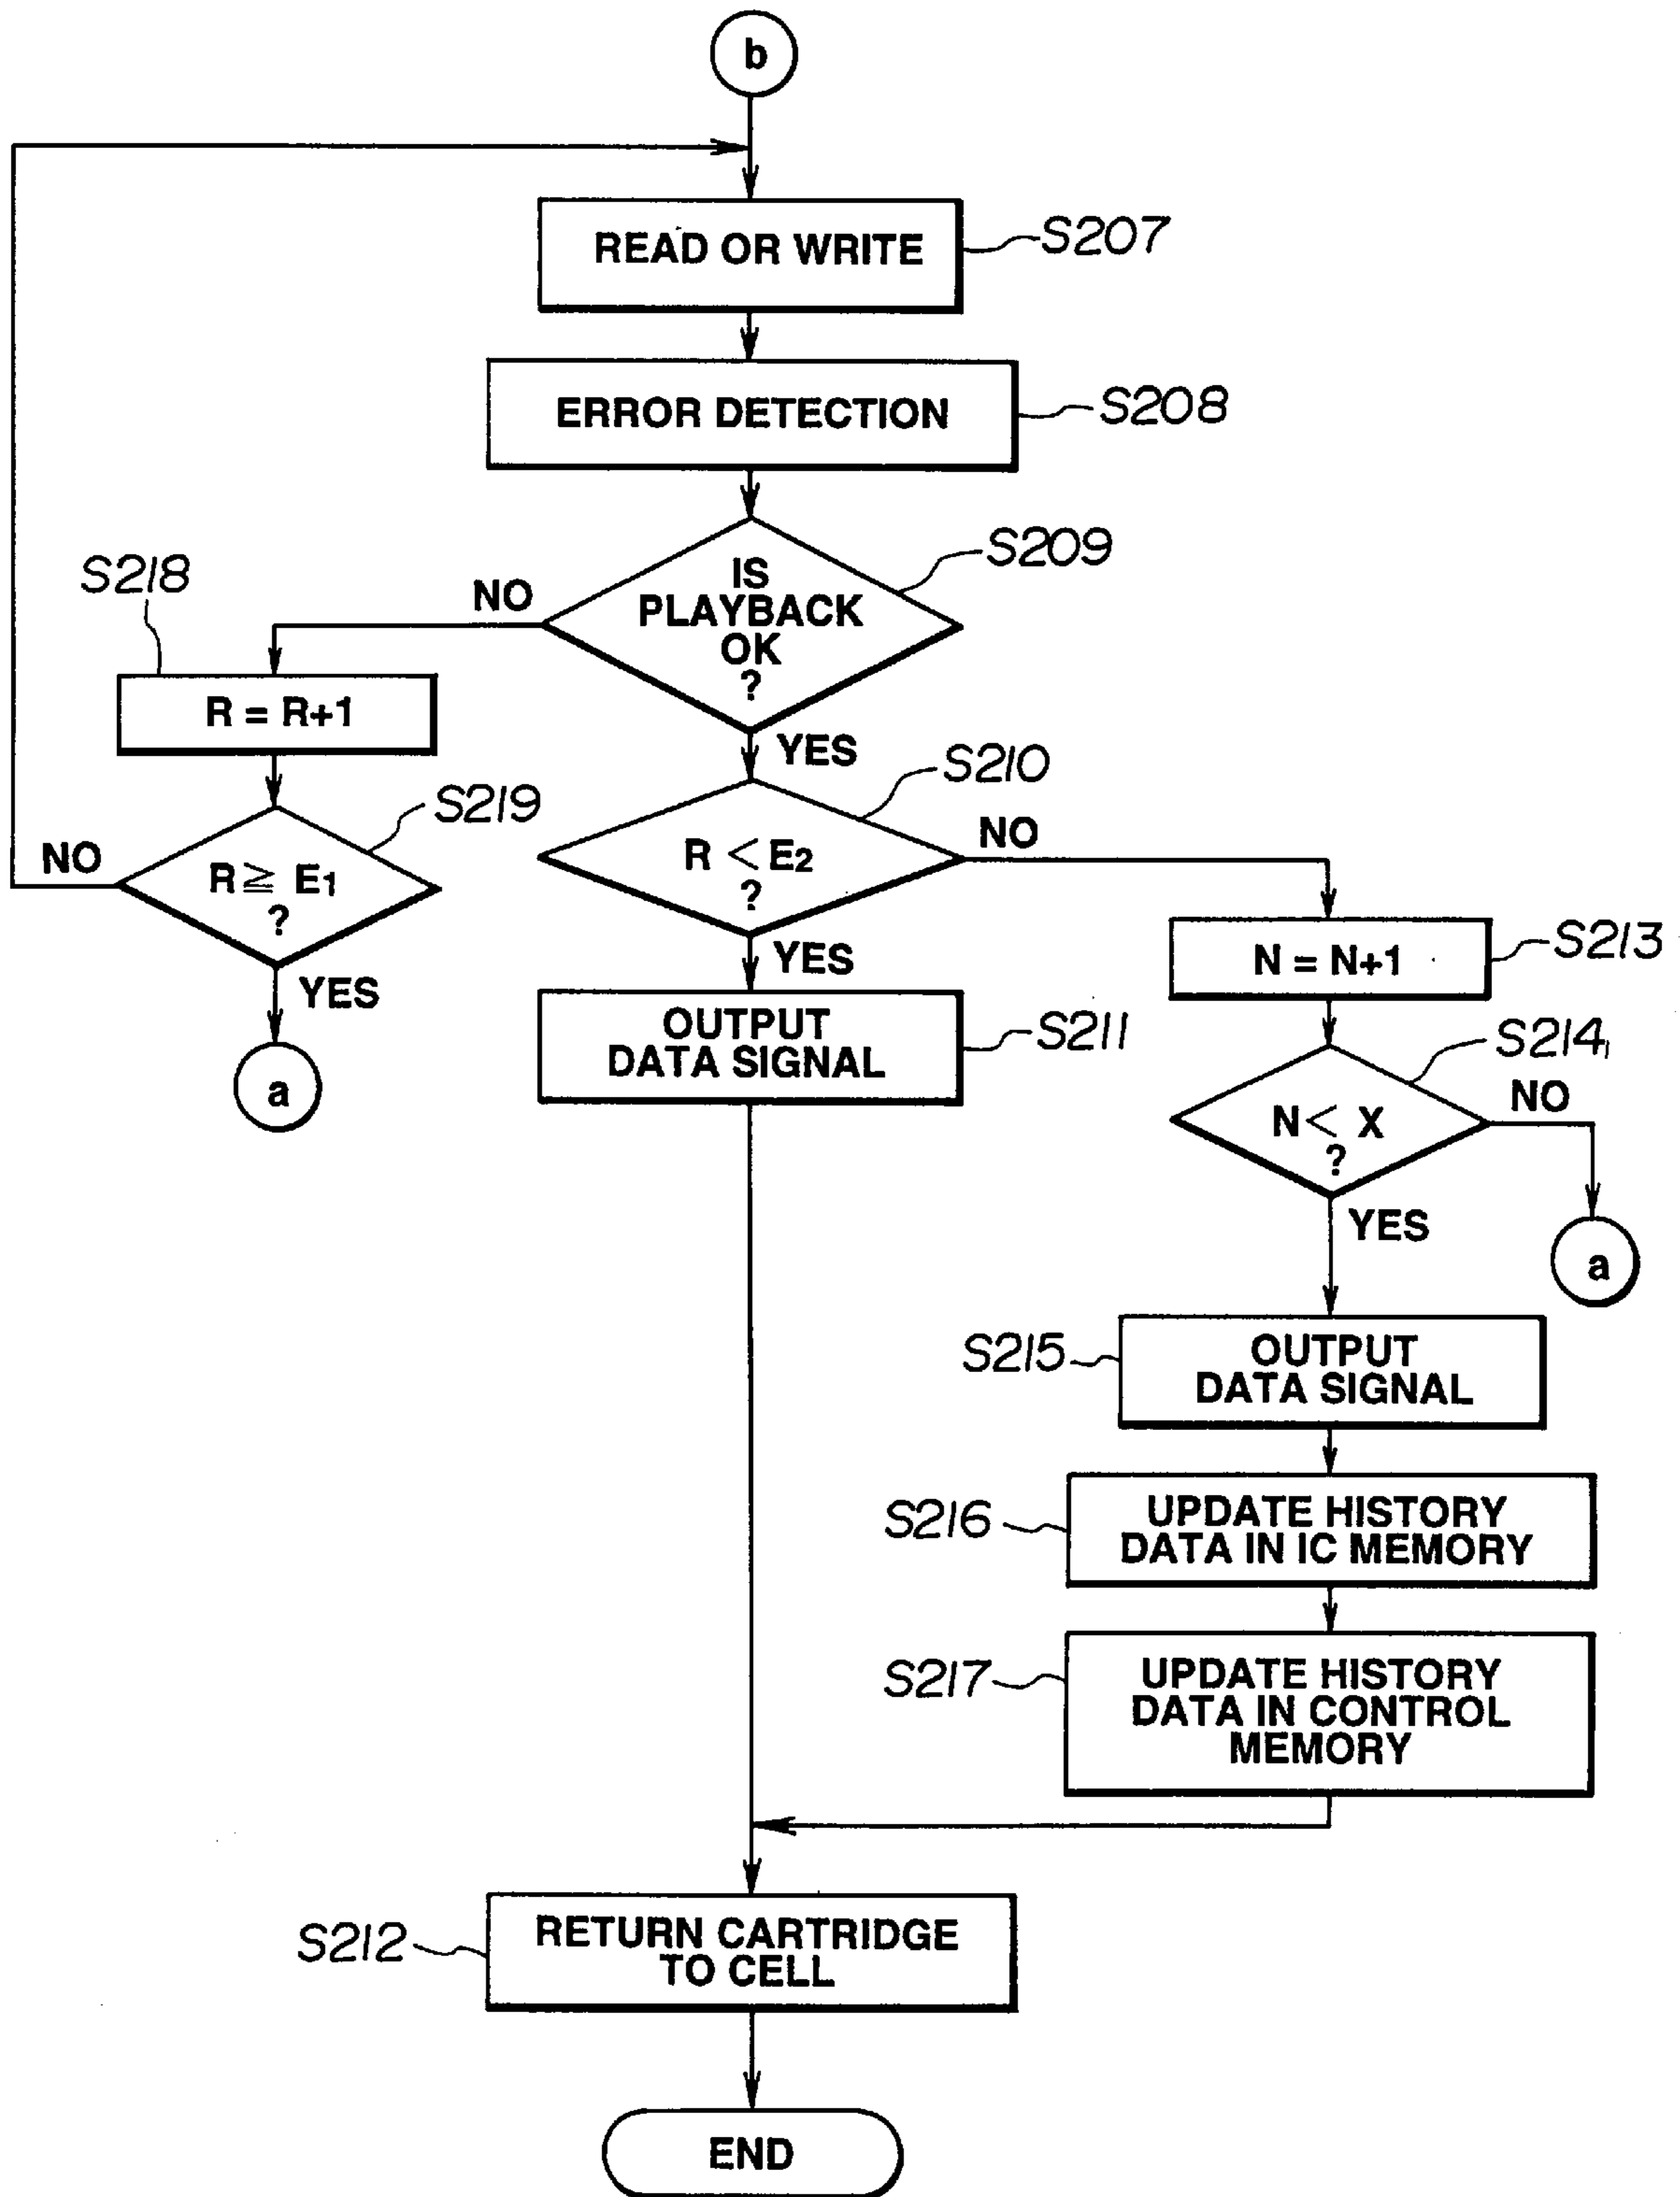 b
READ OR WRITE
S207
ERROR DETECTION
S208
IS
PLAYBACK
OK
?
S209
NO
YES
S218
R = R+1
S219
R ≧ E1
?
NO
YES
a
S210
R < E2
?
NO
YES
OUTPUT
DATA SIGNAL
S211
N = N+1
S213
S214
N < X
?
NO
a
YES
S215
OUTPUT
DATA SIGNAL
S216
UPDATE HISTORY
DATA IN IC MEMORY
S217
UPDATE HISTORY
DATA IN CONTROL
MEMORY
S212
RETURN CARTRIDGE
TO CELL
END